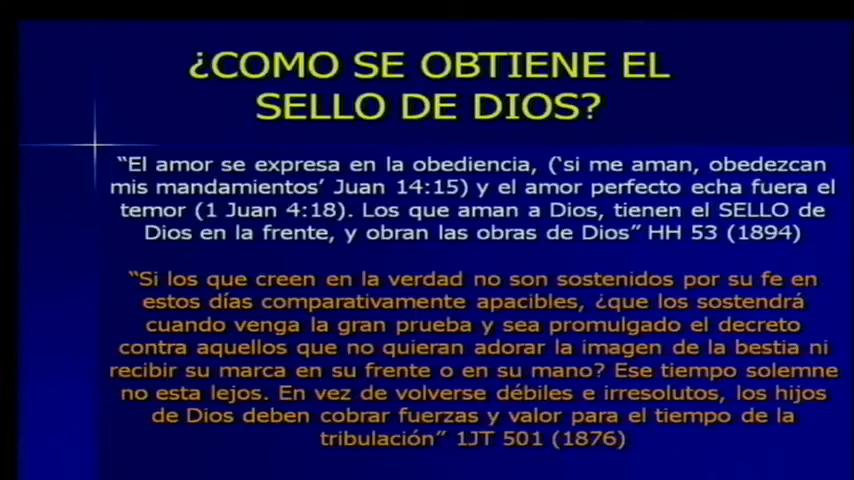 ¿COMO SE OBTIENE EL
SELLO DE DIOS?
“El amor se expresa en la obediencia, (‘si me aman, obedezcan
mis mandamientos’ Juan 14:15) y el amor perfecto echa fuera el
temor (1 Juan 4:18). Los que aman a Dios, tienen el SELLO de
Dios en la frente, y obran las obras de Dios” HH 53 (1894)
“Si los que creen en la verdad no son sostenidos por su fe en
estos días comparativamente apacibles, ¿que los sostendrá
cuando venga la gran prueba y sea promulgado el decreto
contra aquellos que no quieran adorar la imagen de la bestia ni
recibir su marca en su frente o en su mano? Ese tiempo solemne
no esta lejos. En vez de volverse débiles e irresolutos, los hijos
de Dios deben cobrar fuerzas y valor para el tiempo de la
tribulación” 1JT 501 (1876)